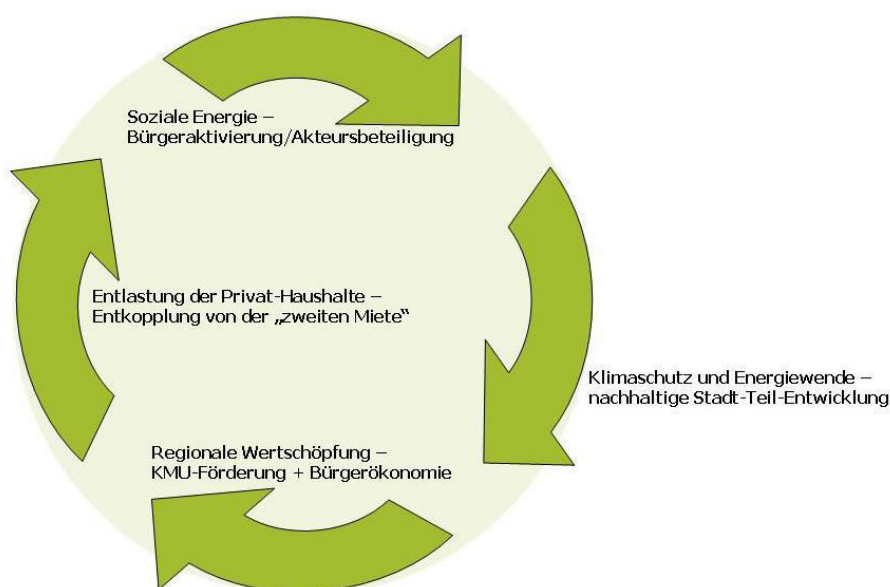 Soziale Energie –
Bürgeraktivierung/Akteursbeteiligung
Entlastung der Privat-Haushalte –
Entkopplung von der „zweiten Miete“
Klimaschutz und Energiewende –
nachhaltige Stadt-Teil-Entwicklung
Regionale Wertschöpfung –
KMU-Förderung + Bürgerökonomie